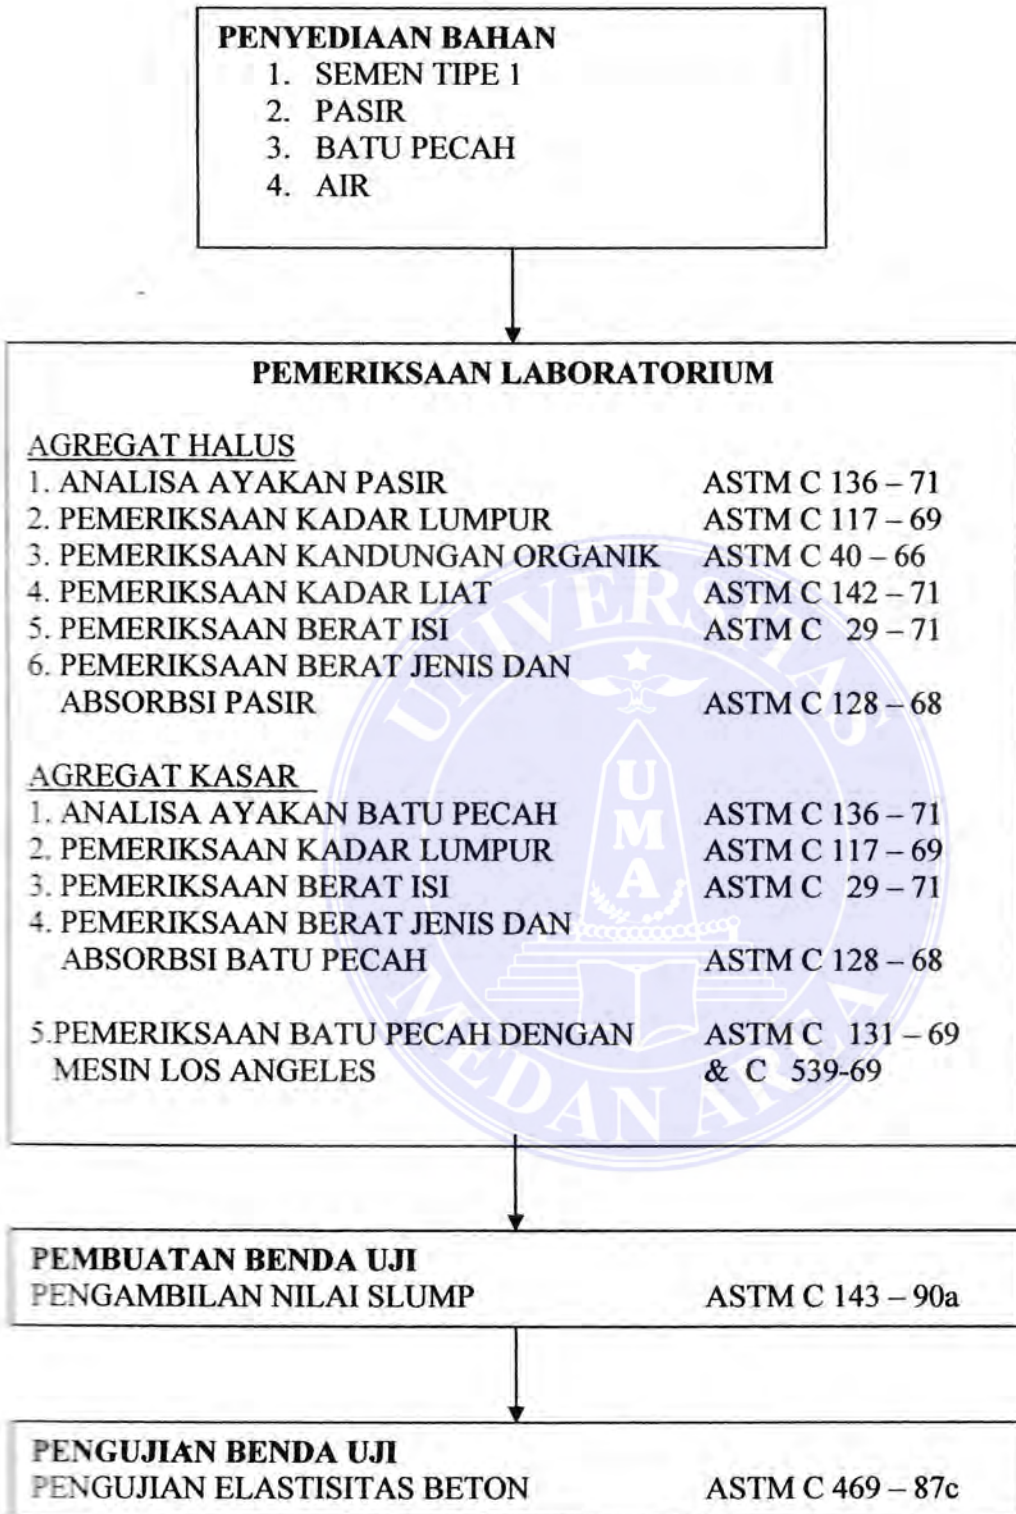 PENYEDIAAN BAHAN
1. SEMEN TIPE 1
2. PASIR
3. BATU PECAH
4. AIR
PEMERIKSAAN LABORATORIUM
AGREGAT HALUS
1. ANALISA AYAKAN PASIR ASTM C 136 – 71
2. PEMERIKSAAN KADAR LUMPUR ASTM C 117 – 69
3. PEMERIKSAAN KANDUNGAN ORGANIK ASTM C 40 – 66
4. PEMERIKSAAN KADAR LIAT ASTM C 142 – 71
5. PEMERIKSAAN BERAT ISI ASTM C 29 – 71
6. PEMERIKSAAN BERAT JENIS DAN
ABSORBSI PASIR ASTM C 128 – 68
AGREGAT KASAR
1. ANALISA AYAKAN BATU PECAH ASTM C 136 – 71
2. PEMERIKSAAN KADAR LUMPUR ASTM C 117 – 69
3. PEMERIKSAAN BERAT ISI ASTM C 29 – 71
4. PEMERIKSAAN BERAT JENIS DAN
ABSORBSI BATU PECAH ASTM C 128 – 68
5.PEMERIKSAAN BATU PECAH DENGAN ASTM C 131 – 69
MESIN LOS ANGELES & C 539-69
PEMBUATAN BENDA UJI
PENGAMBILAN NILAI SLUMP ASTM C 143 – 90a
PENGUJIAN BENDA UJI
PENGUJIAN ELASTISITAS BETON ASTM C 469 – 87c
UNIVERSITAS
UMA
MEDAN AREA